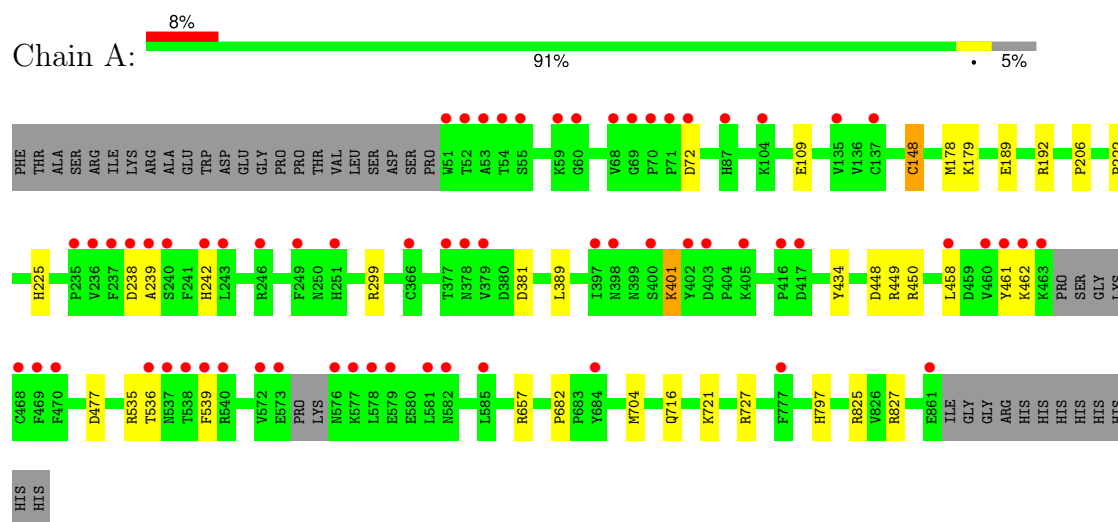 8%
Chain A:
91% • 5%
PHE THR ALA SER ARG ILE LYS ARG ALA GLU TRP ASP GLU GLY PRO PRO THR VAL LEU SER ASP SER PRO W51 T52 A53 T54 S55 K59 G60 V68 G69 P70 P71 D72 H87 K104 E109 V135 V136 C137 C148 M178 K179 E189 R192 P206
H225 P235 V236 F237 D238 A239 S240 F241 H242 L243 R246 F249 N250 H251 R299 C366 T377 N378 V379 D380 D381 L389 I397 N398 N399 S400 K401 Y402 D403 P404 K405 P416 D417 Y434 D448 R449 R450 L458 D459 V460 Y461 K462 K463 PRO SER GLY LYS
C468 F469 F470 D477 R535 T536 N537 T538 F539 R540 V572 E573 PRO LYS N576 K577 L578 E579 E580 L581 N582 L585 R657 P682 P683 Y684 M704 Q716 K721 R727 F777 H797 R825 V826 R827 E861 ILE GLY GLY ARG HIS HIS HIS HIS HIS HIS
HIS HIS